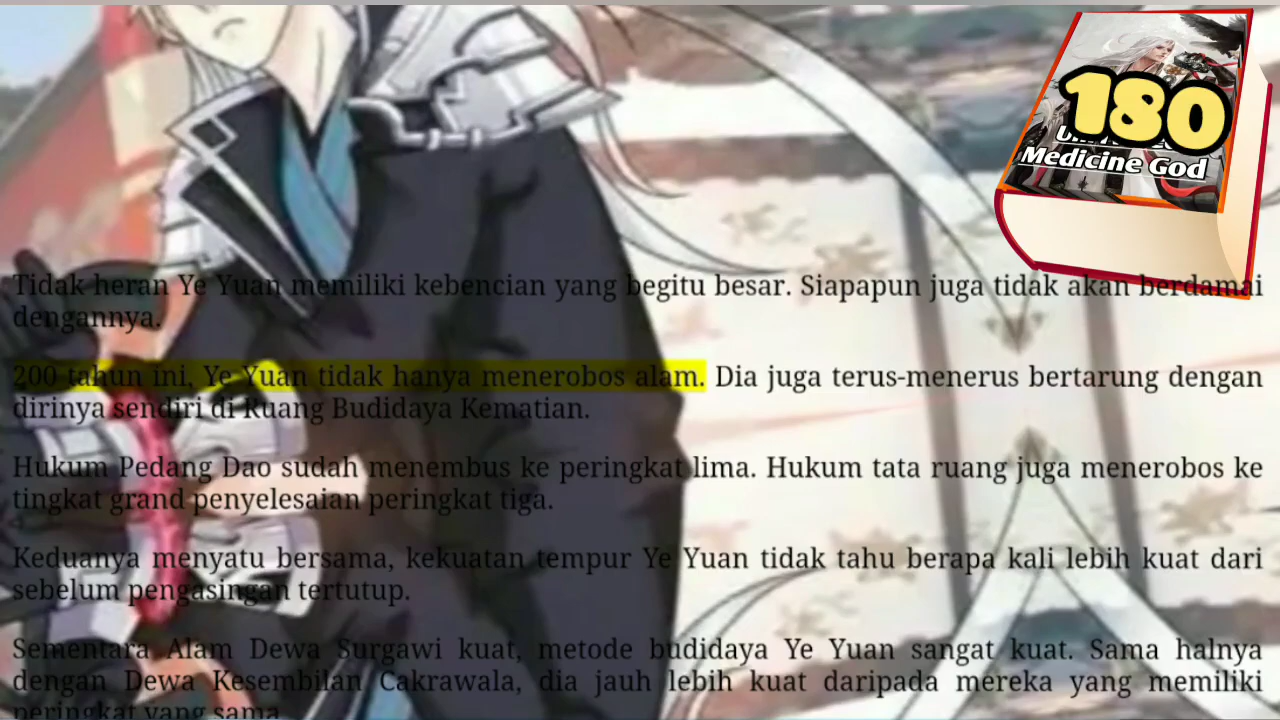 180
Medicine God
Tidak heran Ye Yuan memiliki kebencian yang begitu besar. Siapapun juga tidak akan berdamai
dengannya.
200 tahun ini, Ye Yuan tidak hanya menerobos alam. Dia juga terus-menerus bertarung dengan
dirinya sendiri di Ruang Budidaya Kematian.
Hukum Pedang Dao sudah menembus ke peringkat lima. Hukum tata ruang juga menerobos ke
tingkat grand penyelesaian peringkat tiga.
Keduanya menyatu bersama, kekuatan tempur Ye Yuan tidak tahu berapa kali lebih kuat dari
sebelum pengasingan tertutup.
Sementara Alam Dewa Surgawi kuat, metode budidaya Ye Yuan sangat kuat. Sama halnya
dengan Dewa Kesembilan Cakrawala, dia jauh lebih kuat daripada mereka yang memiliki
peringkat yang sama